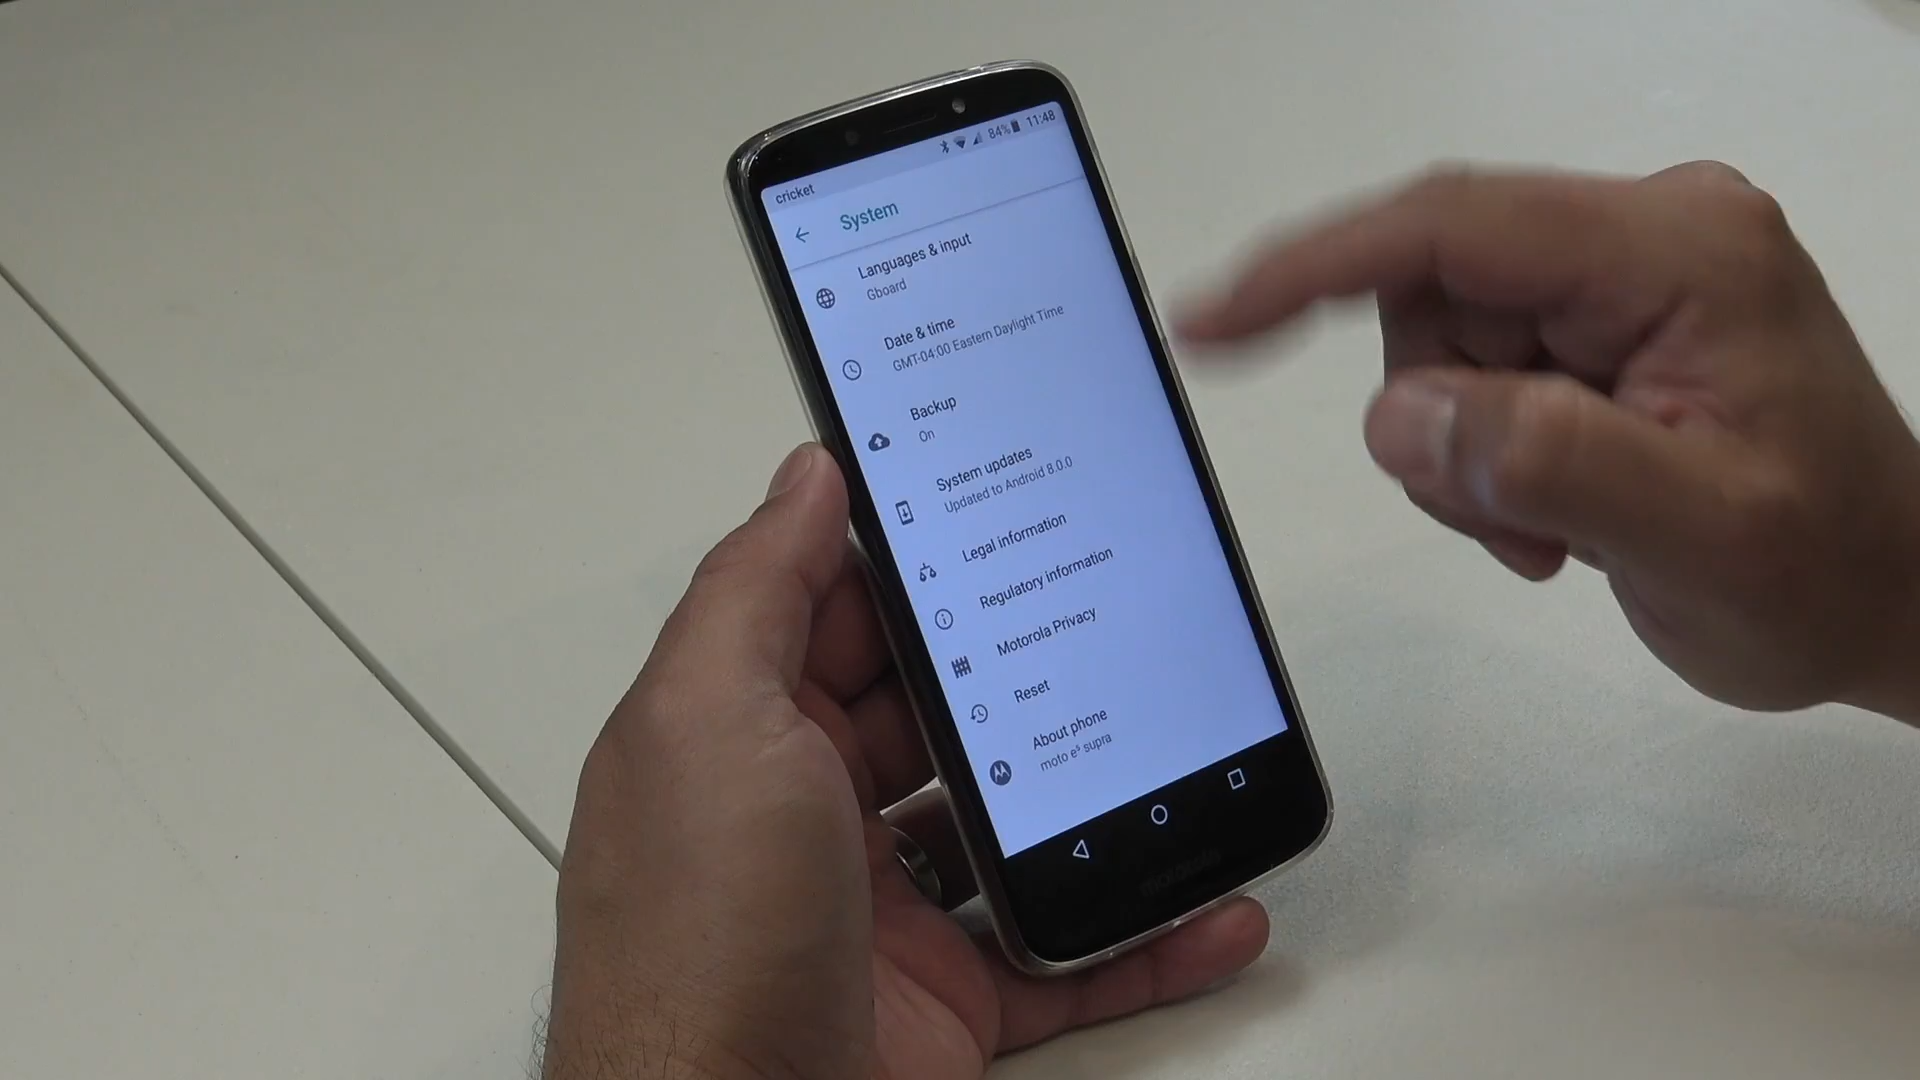 84% 11:48
cricket
System
Languages & input
Gboard
Date & time
GMT-04:00 Eastern Daylight Time
Backup
On
System updates
Updated to Android 8.0.0
Legal information
Regulatory information
Motorola Privacy
Reset
About phone
moto e⁵ supra
motorola